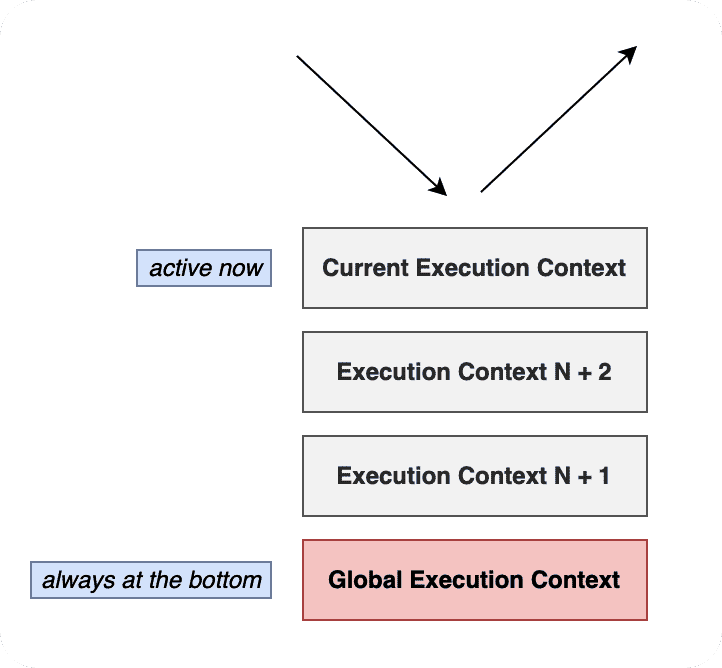 active now
Current Execution Context
Execution Context N + 2
Execution Context N + 1
always at the bottom
Global Execution Context